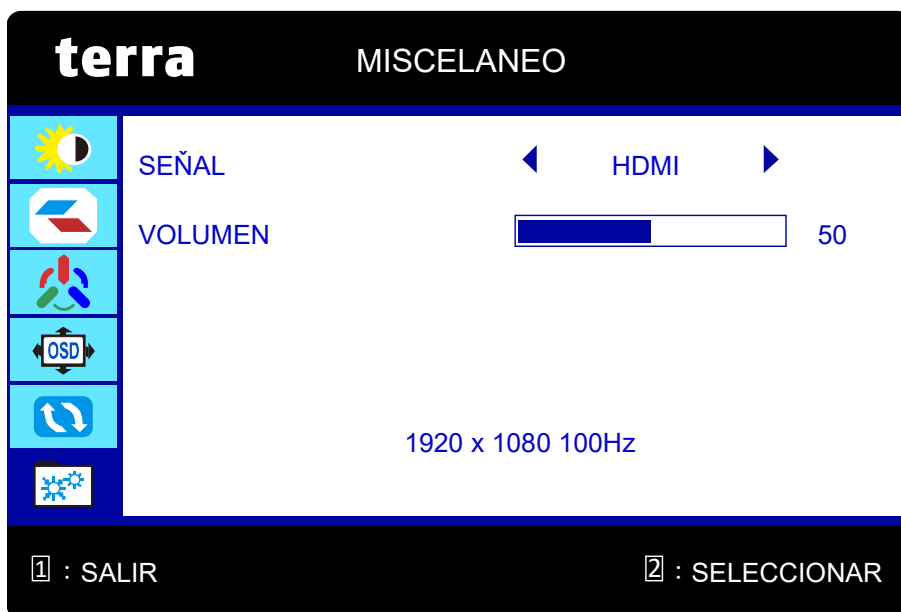 terra MISCELANEO
SEŇAL HDMI
VOLUMEN 50
OSD
1920 x 1080 100Hz
1 : SALIR 2 : SELECCIONAR